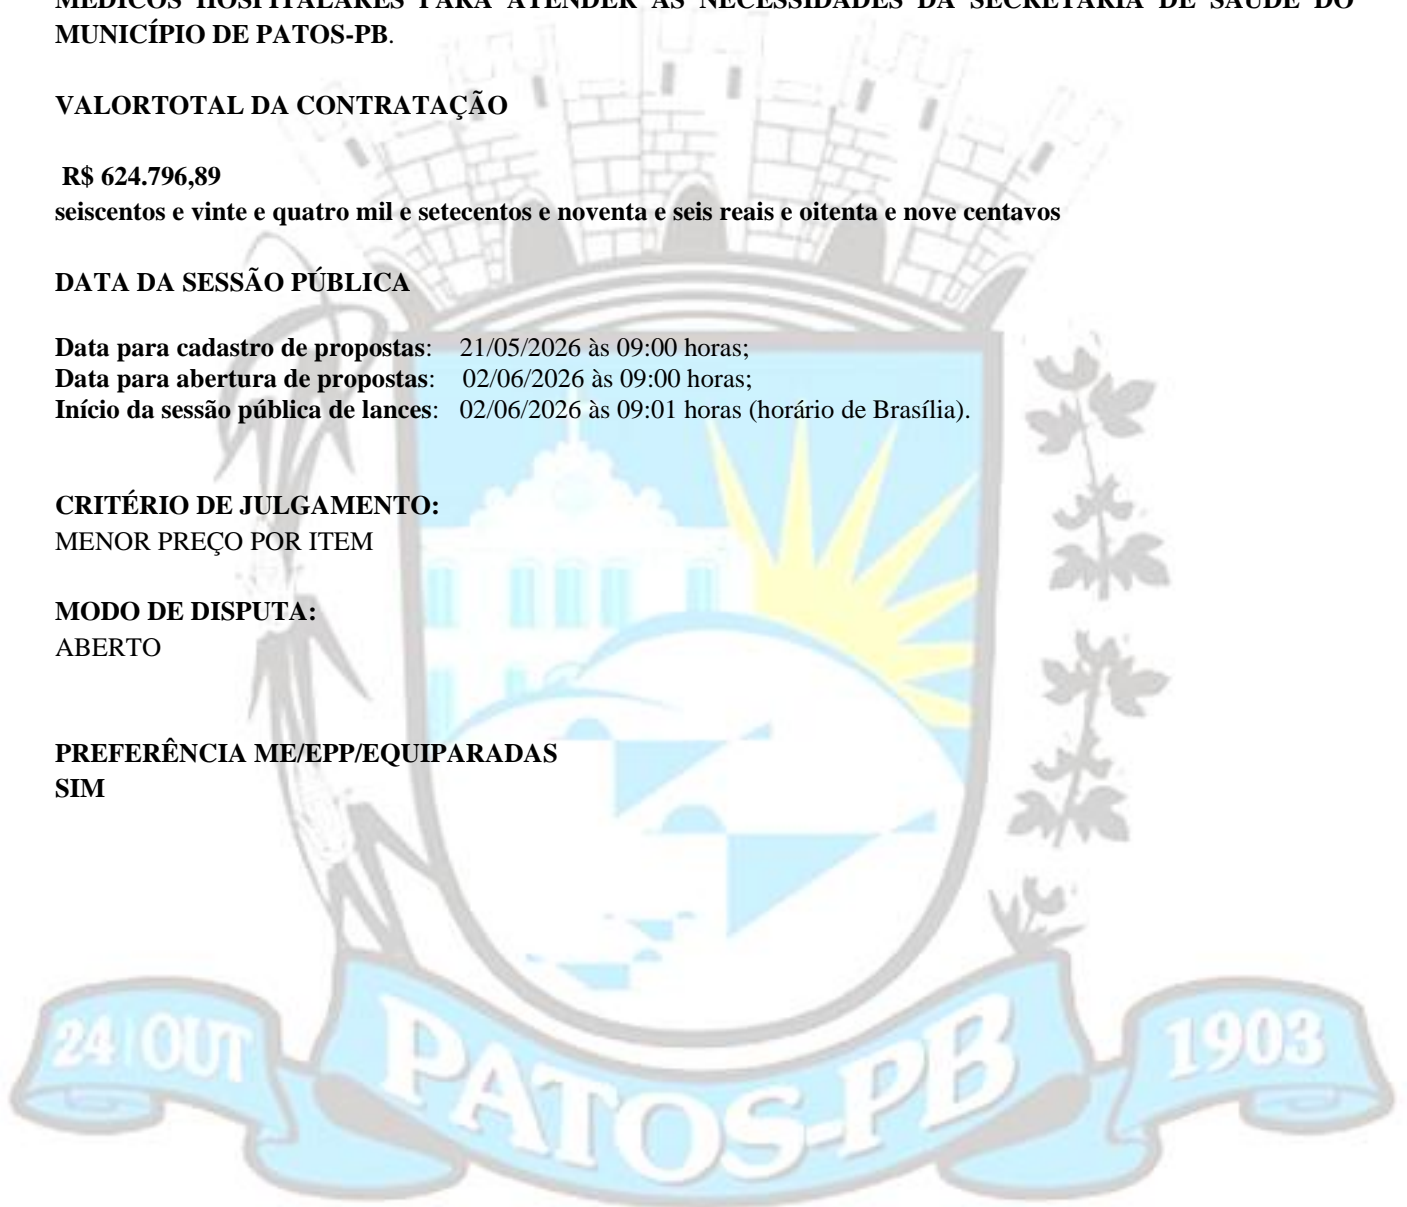 MÉDICOS HOSPITALARES PARA ATENDER AS NECESSIDADES DA SECRETARIA DE SAÚDE DO
MUNICÍPIO DE PATOS-PB.
VALORTOTAL DA CONTRATAÇÃO
R$ 624.796,89
seiscentos e vinte e quatro mil e setecentos e noventa e seis reais e oitenta e nove centavos
DATA DA SESSÃO PÚBLICA
Data para cadastro de propostas: 21/05/2026 às 09:00 horas;
Data para abertura de propostas: 02/06/2026 às 09:00 horas;
Início da sessão pública de lances: 02/06/2026 às 09:01 horas (horário de Brasília).
CRITÉRIO DE JULGAMENTO:
MENOR PREÇO POR ITEM
MODO DE DISPUTA:
ABERTO
PREFERÊNCIA ME/EPP/EQUIPARADAS
SIM
24 OUT
PATOS-PB
1903